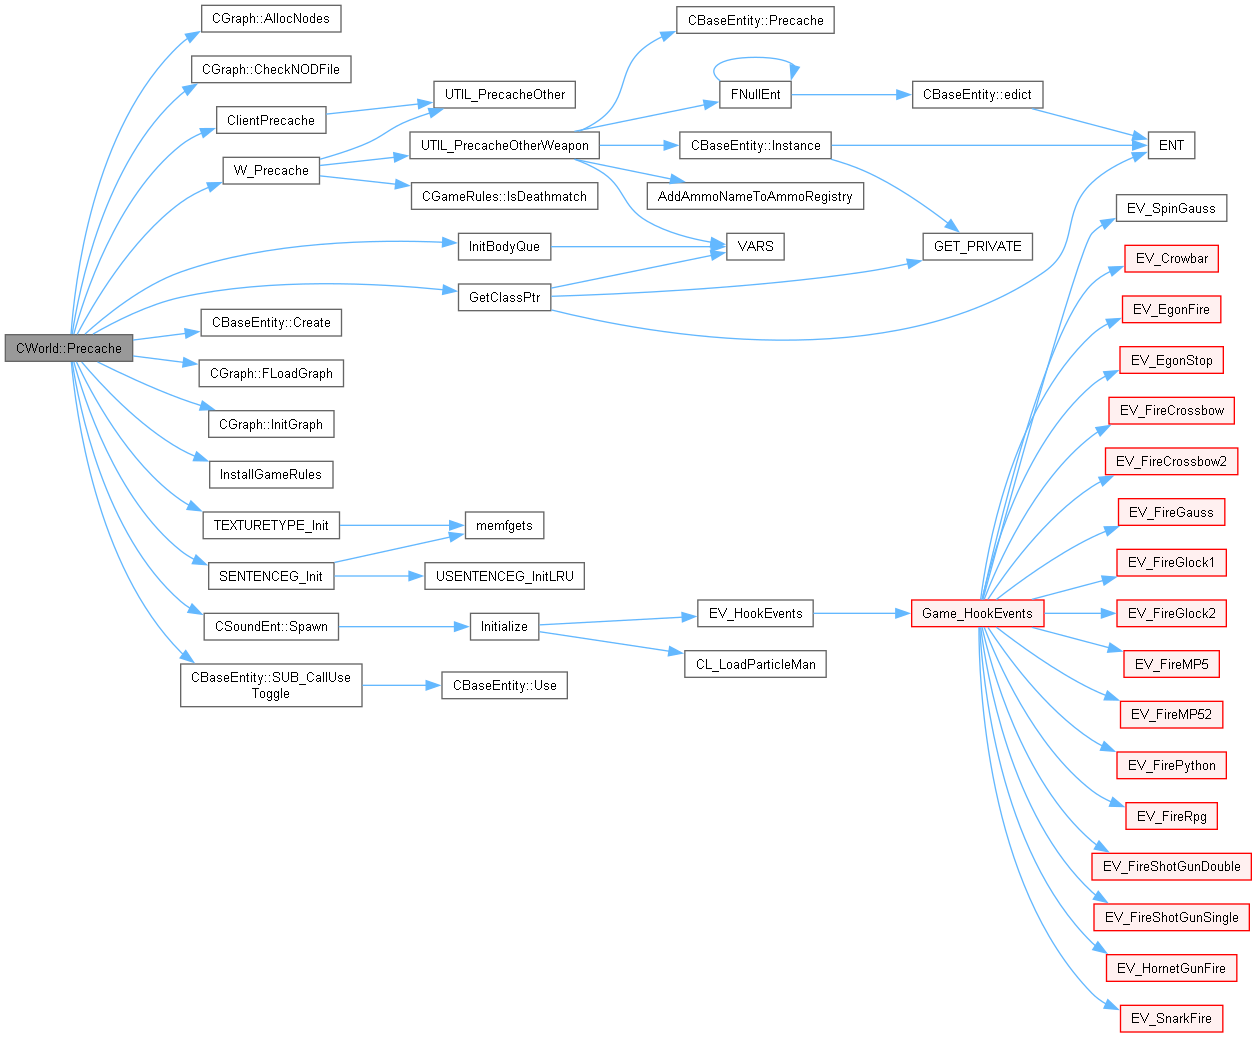 CWorld::Precache
CGraph::AllocNodes
CGraph::CheckNODFile
ClientPrecache
W_Precache
InitBodyQue
GetClassPtr
CBaseEntity::Create
CGraph::FLoadGraph
CGraph::InitGraph
InstallGameRules
TEXTURETYPE_Init
SENTENCEG_Init
CSoundEnt::Spawn
CBaseEntity::SUB_CallUse
Toggle
UTIL_PrecacheOther
UTIL_PrecacheOtherWeapon
CGameRules::IsDeathmatch
memfgets
USENTENCEG_InitLRU
Initialize
CBaseEntity::Use
CBaseEntity::Precache
FNullEnt
CBaseEntity::Instance
AddAmmoNameToAmmoRegistry
VARS
EV_HookEvents
CL_LoadParticleMan
CBaseEntity::edict
GET_PRIVATE
Game_HookEvents
ENT
EV_SpinGauss
EV_Crowbar
EV_EgonFire
EV_EgonStop
EV_FireCrossbow
EV_FireCrossbow2
EV_FireGauss
EV_FireGlock1
EV_FireGlock2
EV_FireMP5
EV_FireMP52
EV_FirePython
EV_FireRpg
EV_FireShotGunDouble
EV_FireShotGunSingle
EV_HornetGunFire
EV_SnarkFire